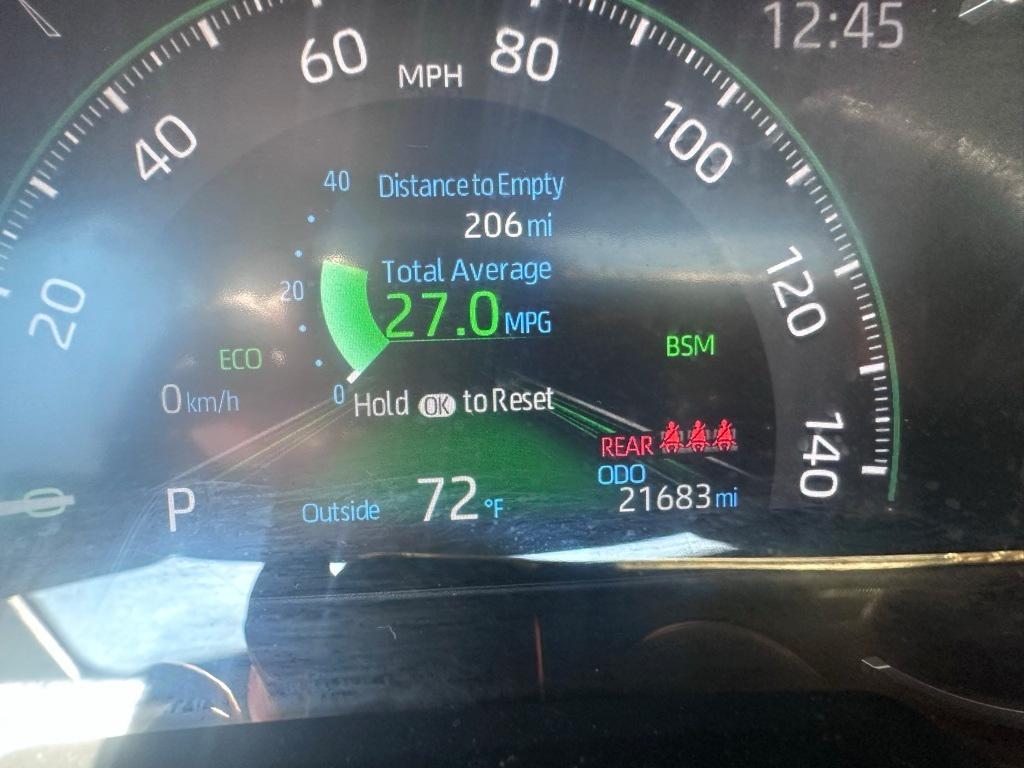 12:45
60
80
MPH
40
100
40
Distance to Empty
206 mi
Total Average
20
27.0 MPG
20
120
ECO
BSM
0 km/h
0
Hold OK to Reset
REAR
140
ODO
21683 mi
P
Outside 72 °F
0